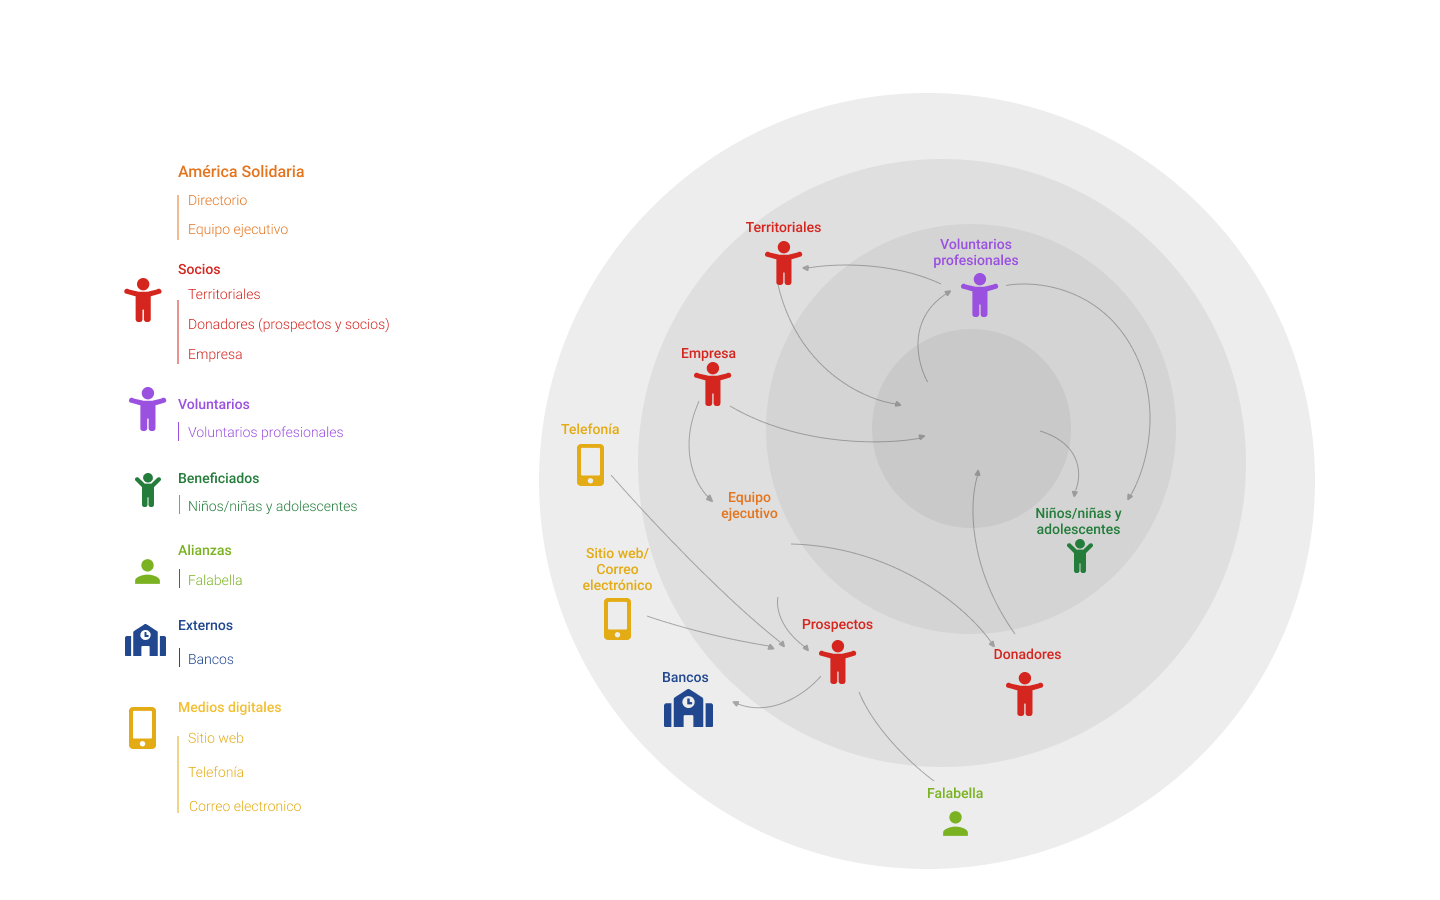 América Solidaria
Directorio
Equipo ejecutivo
Socios
Territoriales
Donadores (prospectos y socios)
Empresa
Voluntarios
Voluntarios profesionales
Beneficiados
Niños/niñas y adolescentes
Alianzas
Falabella
Externos
Bancos
Medios digitales
Sitio web
Telefonía
Correo electronico
Territoriales
Voluntarios
profesionales
Empresa
Telefonía
Equipo
ejecutivo
Niños/niñas y
adolescentes
Sitio web/
Correo
electrónico
Prospectos
Donadores
Bancos
Falabella